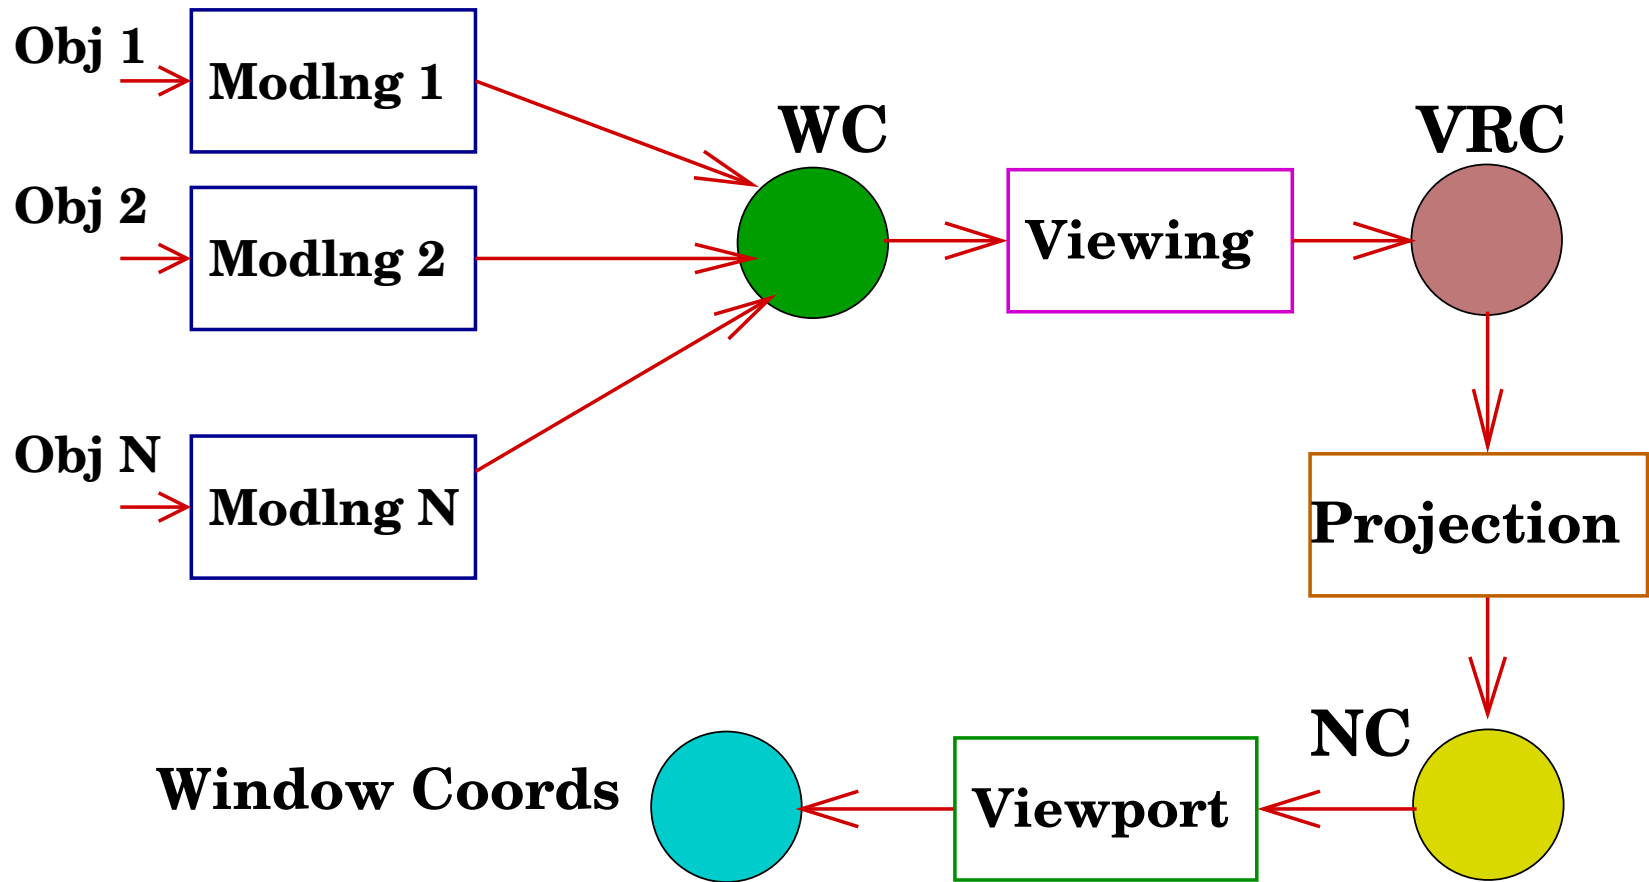 Obj 1
Modlng 1
WC
VRC
Obj 2
Modlng 2
Viewing
Obj N
Modlng N
Projection
NC
Window Coords
Viewport